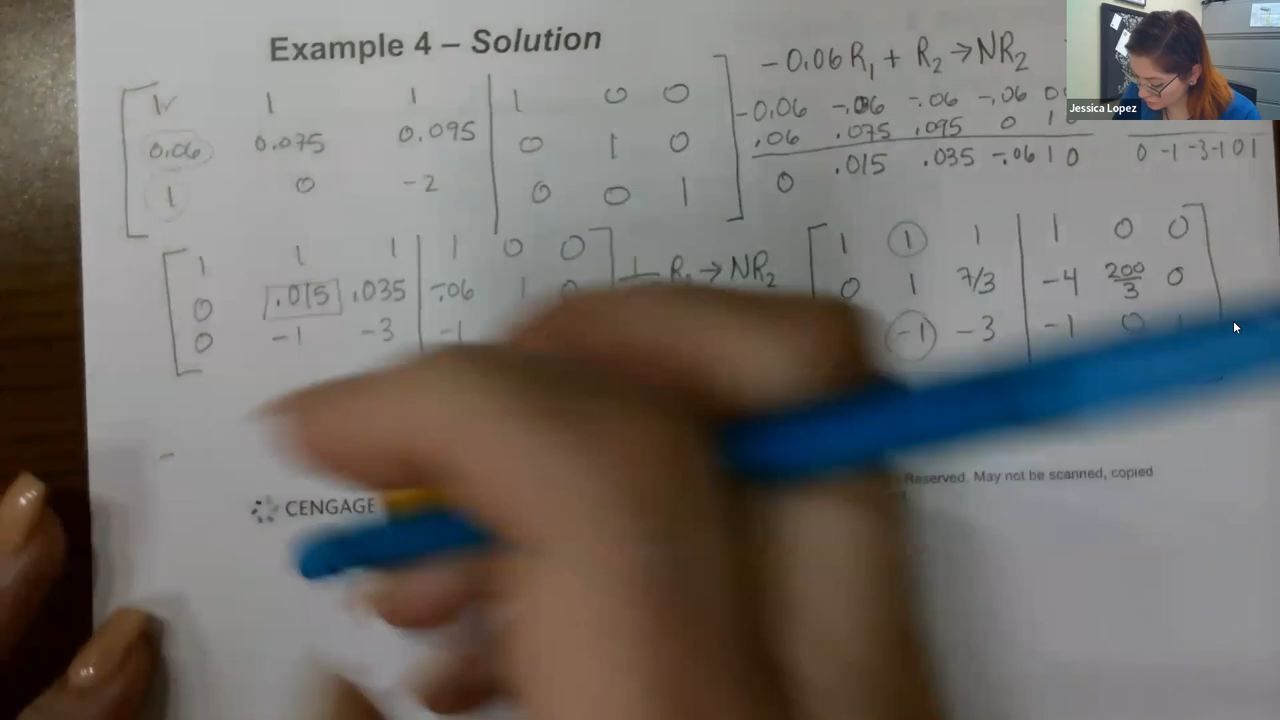 Example 4 – Solution
1 1 1 1 0 0
0.06 0.075 0.095 0 1 0
1 0 -2 0 0 1
-0.06 R1 + R2 → NR2
-0.06 -.06 -.06 -.06
.06 .075 .095 0 1 0
0 .015 .035 -.06 1 0
0 -1 -3 -1 0 1
Jessica Lopez
1 1 1 1 0 0
0 .015 .035 -.06 1
0 -1 -3 -1
→ NR2
1 1 1 1 0 0
0 1 7/3 -4 200/3 0
-1 -3 -1 0
CENGAGE
Reserved. May not be scanned, copied